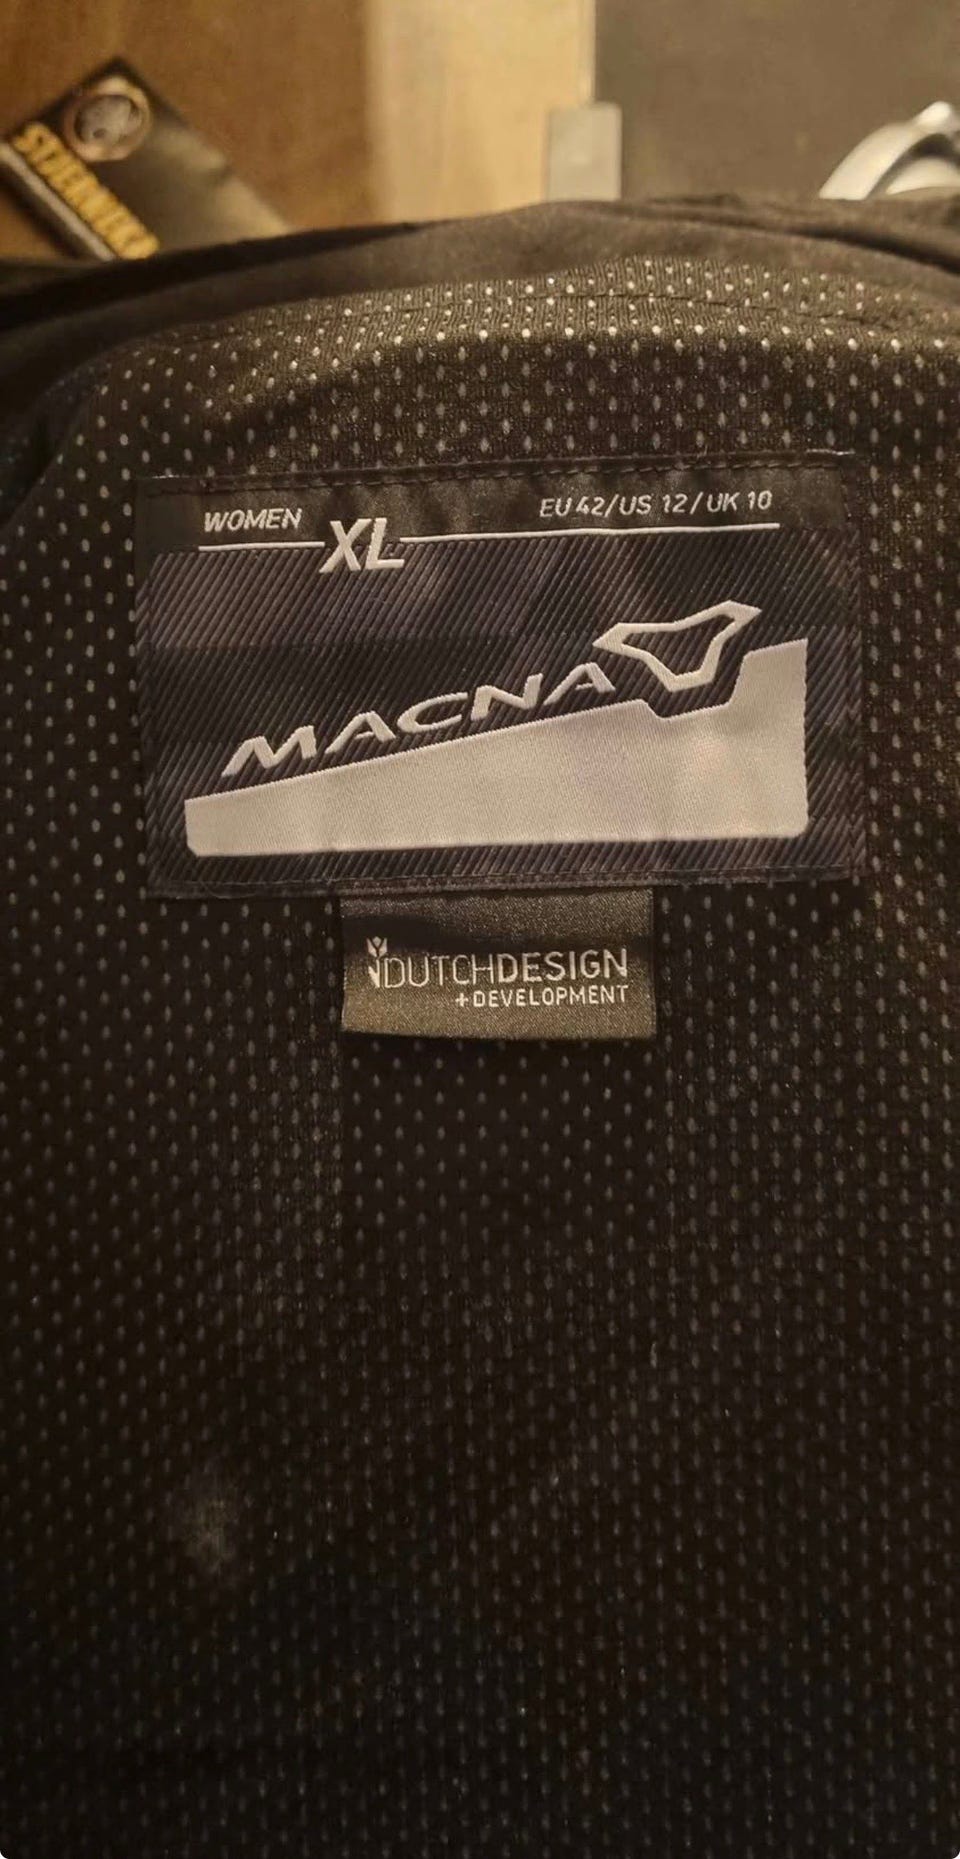 WOMEN XL EU 42/US 12/UK 10
MACNA
DUTCHDESIGN
+DEVELOPMENT